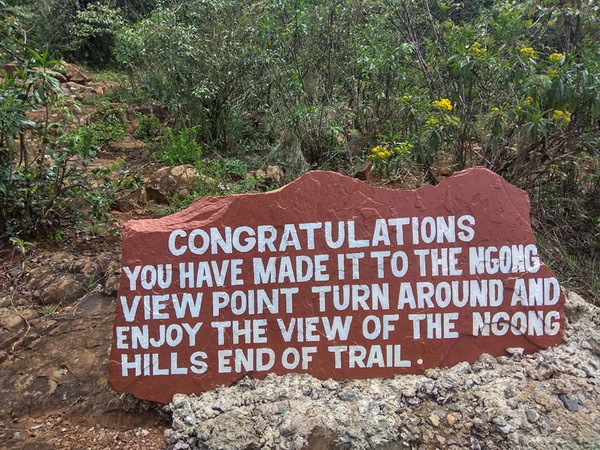 CONGRATULATIONS
YOU HAVE MADE IT TO THE NGONG
VIEW POINT TURN AROUND AND
ENJOY THE VIEW OF THE NGONG
HILLS END OF TRAIL.